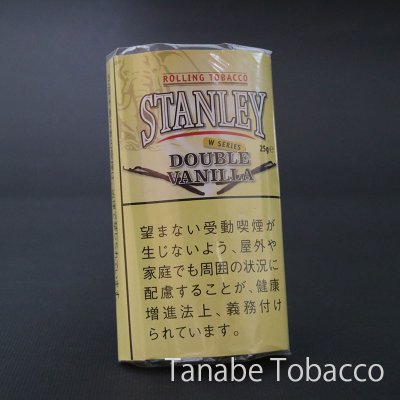 ROLLING TOBACCO
STANLEY
W SERIES
25g e
DOUBLE
VANILLA
望まない受動喫煙が
生じないよう、屋外や
家庭でも周囲の状況に
配慮することが、健康
増進法上、義務付け
られています。
Tanabe Tobacco